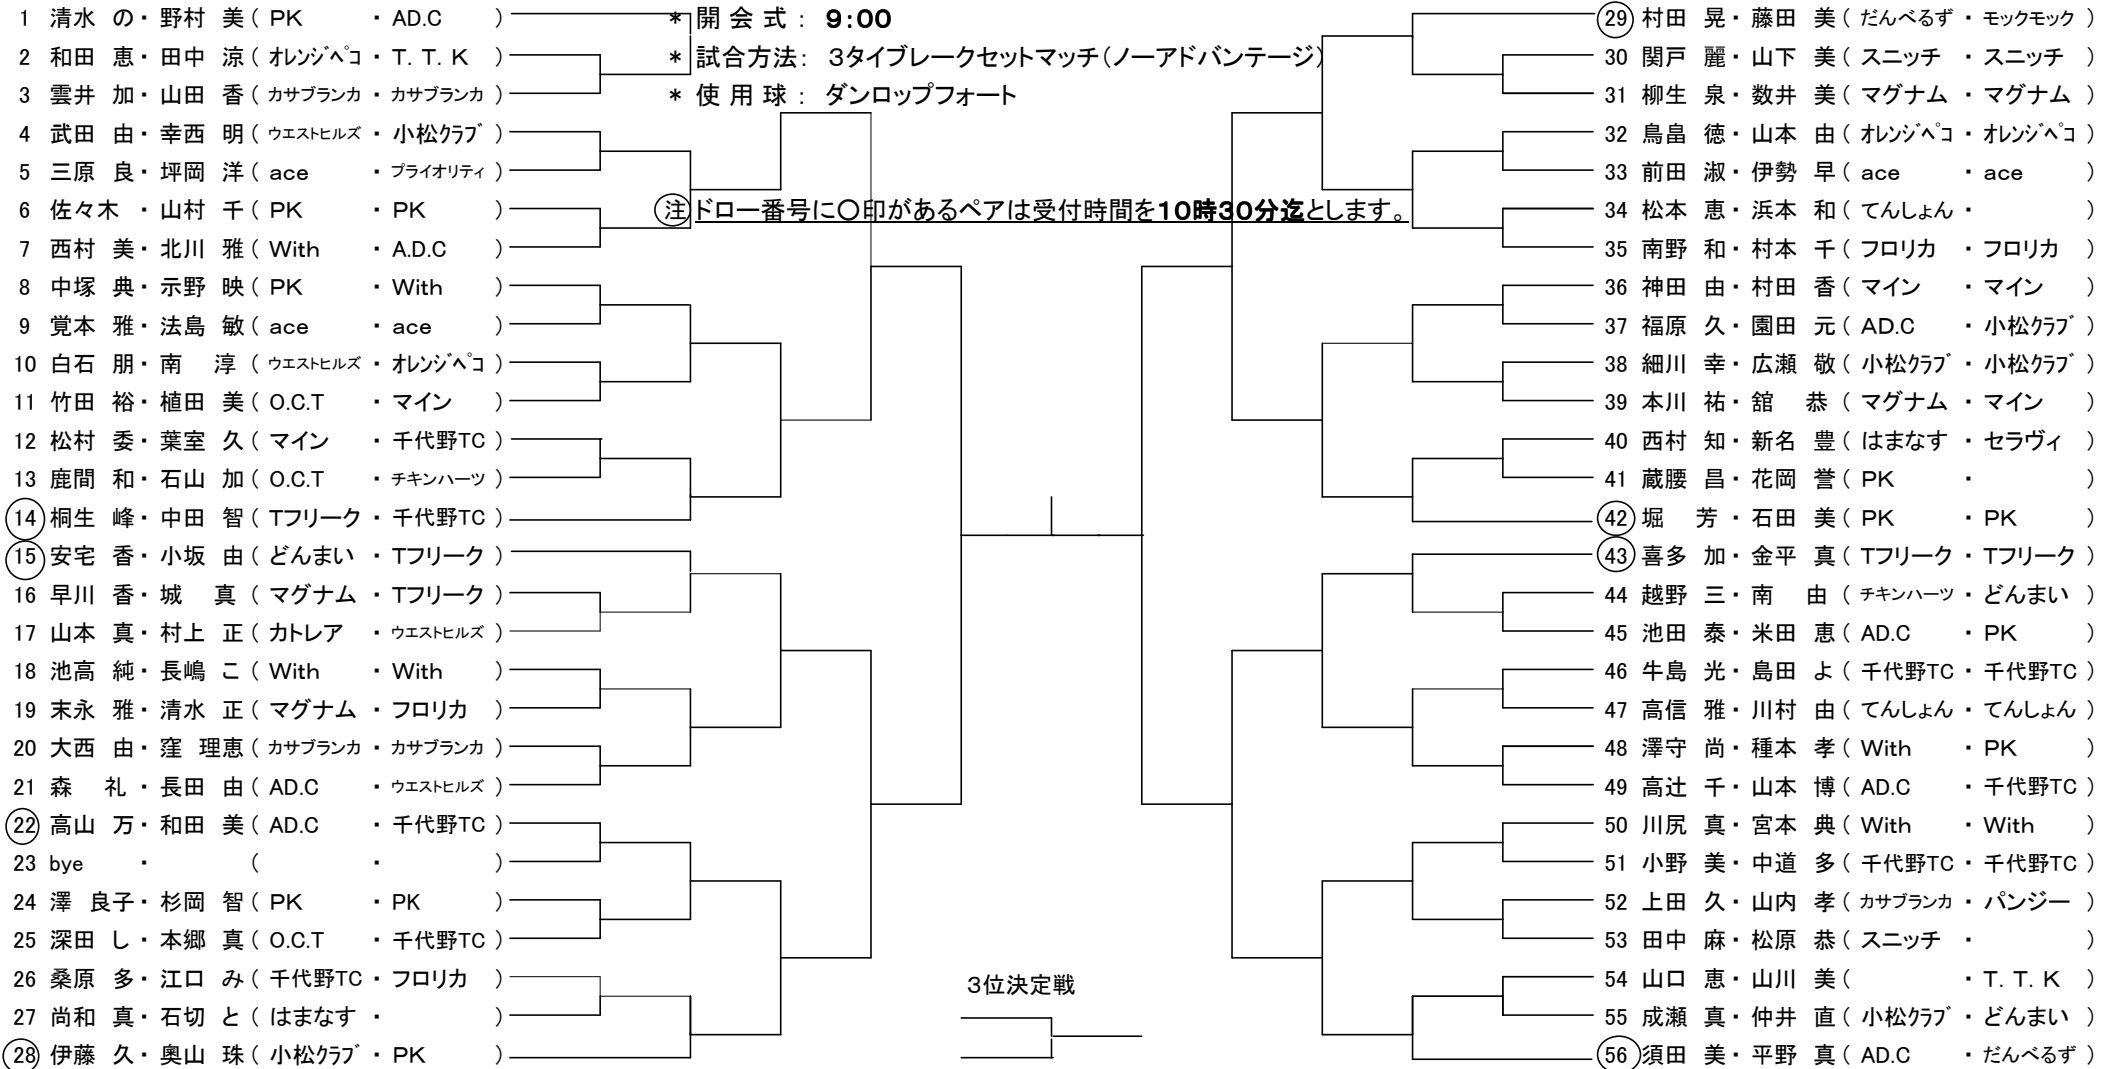 * 開 会 式 : 9:00
* 試合方法: 3タイブレークセットマッチ(ノーアドバンテージ)
* 使 用 球 : ダンロップフォート
注 ドロー番号に〇印があるペアは受付時間を10時30分迄とします。
1 清水 の・野村 美( PK ・ AD.C )
2 和田 恵・田中 涼( オレンジペコ ・ T. T. K )
3 雲井 加・山田 香( カサブランカ ・ カサブランカ )
4 武田 由・幸西 明( ウエストヒルズ ・ 小松クラブ )
5 三原 良・坪岡 洋( ace ・ プライオリティ )
6 佐々木 ・山村 千( PK ・ PK )
7 西村 美・北川 雅( With ・ A.D.C )
8 中塚 典・示野 映( PK ・ With )
9 覚本 雅・法島 敏( ace ・ ace )
10 白石 朋・南 淳( ウエストヒルズ ・ オレンジペコ )
11 竹田 裕・植田 美( O.C.T ・ マイン )
12 松村 委・葉室 久( マイン ・ 千代野TC )
13 鹿間 和・石山 加( O.C.T ・ チキンハーツ )
14 桐生 峰・中田 智( Tフリーク ・ 千代野TC )
15 安宅 香・小坂 由( どんまい ・ Tフリーク )
16 早川 香・城 真( マグナム ・ Tフリーク )
17 山本 真・村上 正( カトレア ・ ウエストヒルズ )
18 池高 純・長嶋 こ( With ・ With )
19 末永 雅・清水 正( マグナム ・ フロリカ )
20 大西 由・窪 理恵( カサブランカ ・ カサブランカ )
21 森 礼・長田 由( AD.C ・ ウエストヒルズ )
22 高山 万・和田 美( AD.C ・ 千代野TC )
23 bye ・ ( ・ )
24 澤 良子・杉岡 智( PK ・ PK )
25 深田 し・本郷 真( O.C.T ・ 千代野TC )
26 桑原 多・江口 み( 千代野TC ・ フロリカ )
27 尚和 真・石切 と( はまなす ・ )
28 伊藤 久・奥山 珠( 小松クラブ ・ PK )
3位決定戦
29 村田 晃・藤田 美( だんべるず ・ モックモック )
30 関戸 麗・山下 美( スニッチ ・ スニッチ )
31 柳生 泉・数井 美( マグナム ・ マグナム )
32 鳥畠 徳・山本 由( オレンジペコ ・ オレンジペコ )
33 前田 淑・伊勢 早( ace ・ ace )
34 松本 恵・浜本 和( てんしょん ・ )
35 南野 和・村本 千( フロリカ ・ フロリカ )
36 神田 由・村田 香( マイン ・ マイン )
37 福原 久・園田 元( AD.C ・ 小松クラブ )
38 細川 幸・広瀬 敬( 小松クラブ ・ 小松クラブ )
39 本川 祐・舘 恭( マグナム ・ マイン )
40 西村 知・新名 豊( はまなす ・ セラヴィ )
41 蔵腰 昌・花岡 誉( PK ・ )
42 堀 芳・石田 美( PK ・ PK )
43 喜多 加・金平 真( Tフリーク ・ Tフリーク )
44 越野 三・南 由( チキンハーツ ・ どんまい )
45 池田 泰・米田 恵( AD.C ・ PK )
46 牛島 光・島田 よ( 千代野TC ・ 千代野TC )
47 高信 雅・川村 由( てんしょん ・ てんしょん )
48 澤守 尚・種本 孝( With ・ PK )
49 高辻 千・山本 博( AD.C ・ 千代野TC )
50 川尻 真・宮本 典( With ・ With )
51 小野 美・中道 多( 千代野TC ・ 千代野TC )
52 上田 久・山内 孝( カサブランカ ・ パンジー )
53 田中 麻・松原 恭( スニッチ ・ )
54 山口 恵・山川 美( ・ T. T. K )
55 成瀬 真・仲井 直( 小松クラブ ・ どんまい )
56 須田 美・平野 真( AD.C ・ だんべるず )